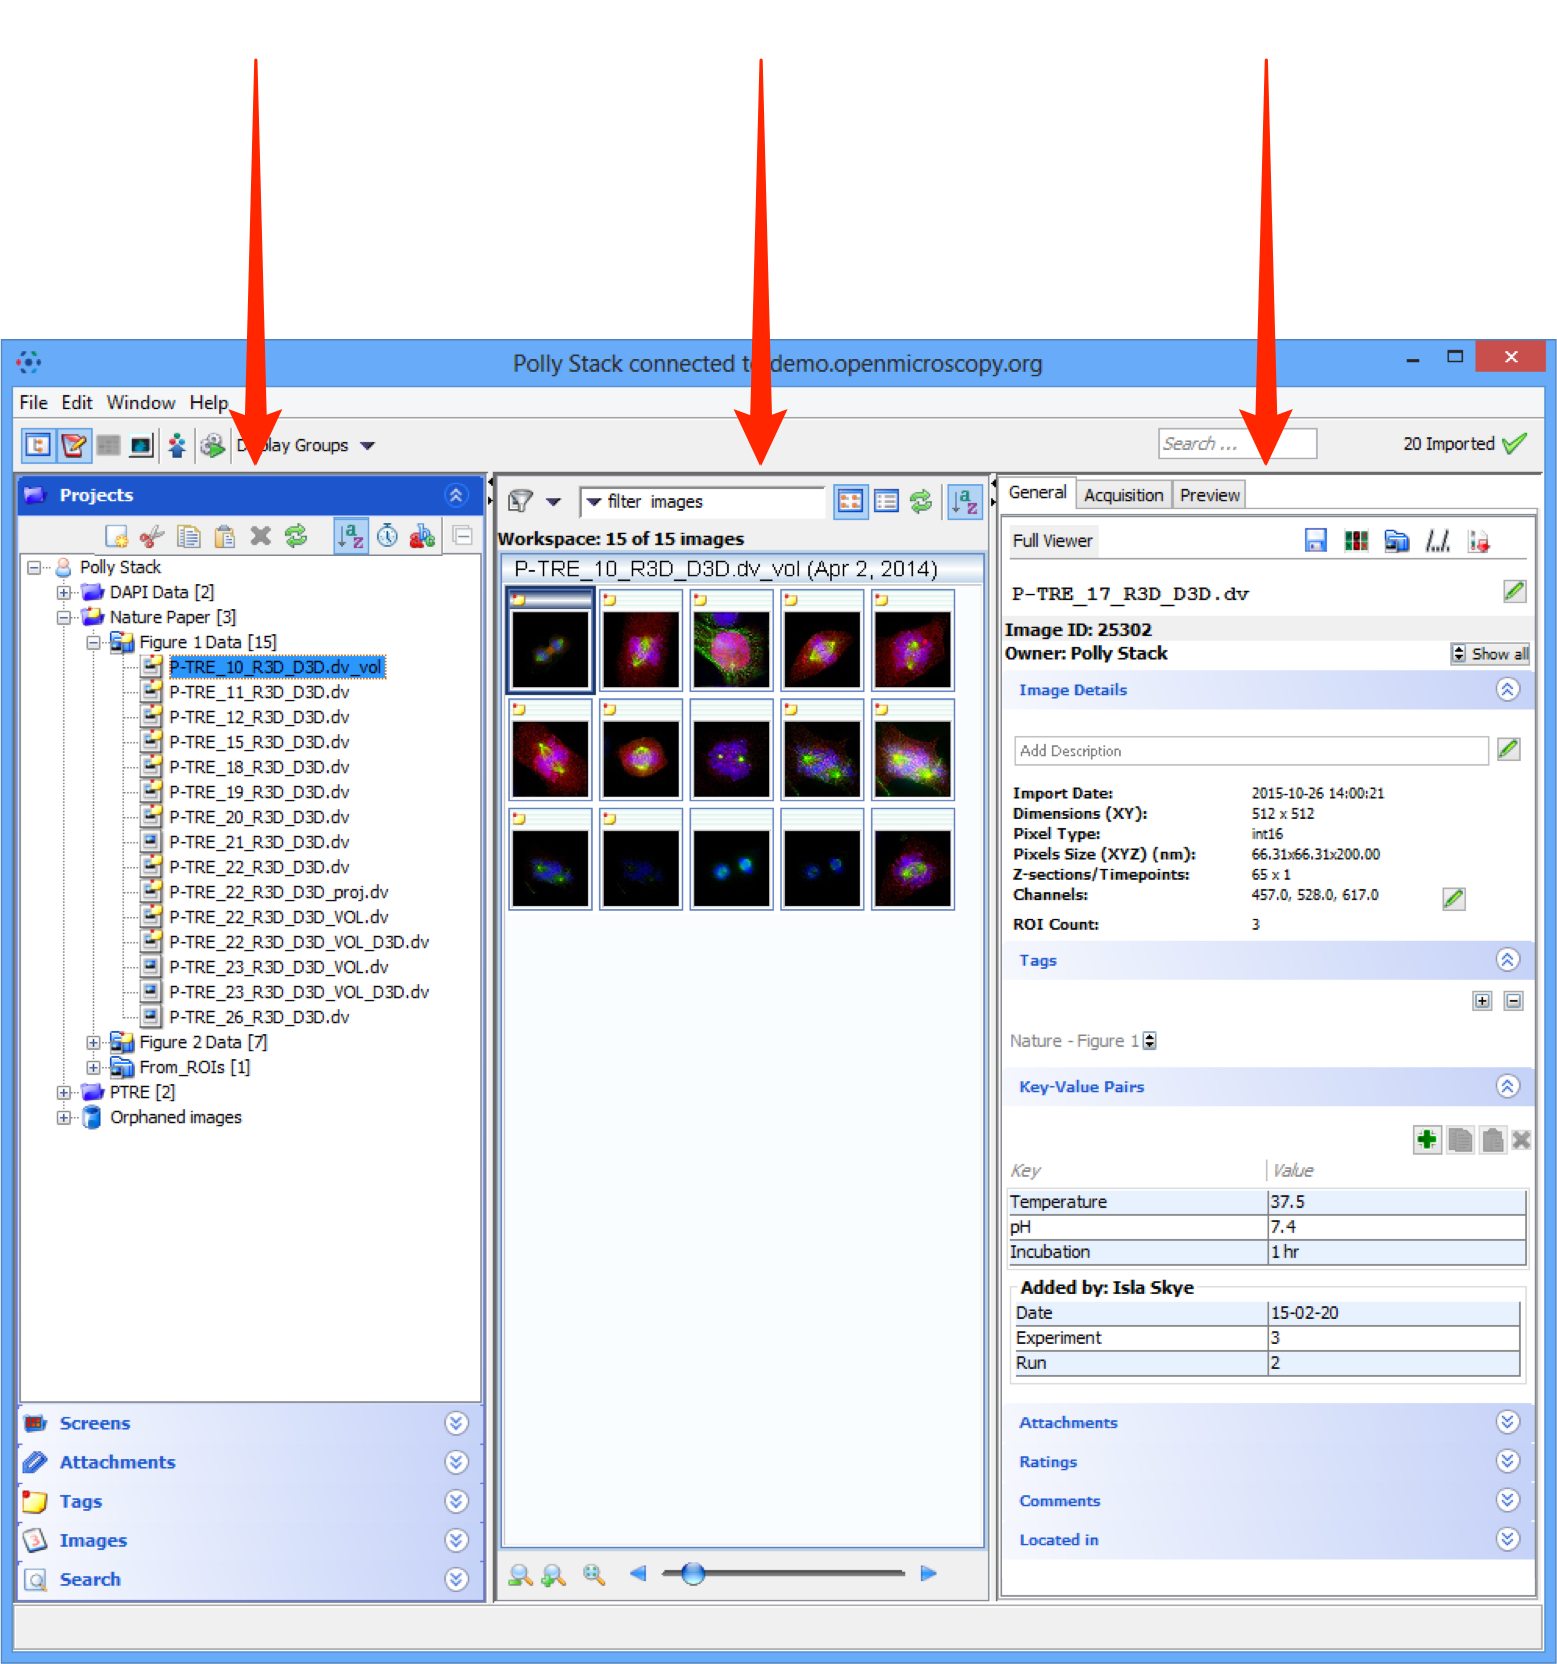 Polly Stack connected to demo.openmicroscopy.org
File Edit Window Help
Display Groups
Search ...
20 Imported
Projects
Polly Stack
DAPI Data [2]
Nature Paper [3]
Figure 1 Data [15]
P-TRE_10_R3D_D3D.dv_vol
P-TRE_11_R3D_D3D.dv
P-TRE_12_R3D_D3D.dv
P-TRE_15_R3D_D3D.dv
P-TRE_18_R3D_D3D.dv
P-TRE_19_R3D_D3D.dv
P-TRE_20_R3D_D3D.dv
P-TRE_21_R3D_D3D.dv
P-TRE_22_R3D_D3D.dv
P-TRE_22_R3D_D3D_proj.dv
P-TRE_22_R3D_D3D_VOL.dv
P-TRE_22_R3D_D3D_VOL_D3D.dv
P-TRE_23_R3D_D3D_VOL.dv
P-TRE_23_R3D_D3D_VOL_D3D.dv
P-TRE_26_R3D_D3D.dv
Figure 2 Data [7]
From_ROIs [1]
PTRE [2]
Orphaned images
Screens
Attachments
Tags
Images
Search
filter images
Workspace: 15 of 15 images
P-TRE_10_R3D_D3D.dv_vol (Apr 2, 2014)
General Acquisition Preview
Full Viewer
P-TRE_17_R3D_D3D.dv
Image ID: 25302
Owner: Polly Stack
Show all
Image Details
Add Description
Import Date: 2015-10-26 14:00:21
Dimensions (XY): 512 x 512
Pixel Type: int16
Pixels Size (XYZ) (nm): 66.31x66.31x200.00
Z-sections/Timepoints: 65 x 1
Channels: 457.0, 528.0, 617.0
ROI Count: 3
Tags
Nature - Figure 1
Key-Value Pairs
Key Value
Temperature 37.5
pH 7.4
Incubation 1 hr
Added by: Isla Skye
Date 15-02-20
Experiment 3
Run 2
Attachments
Ratings
Comments
Located in